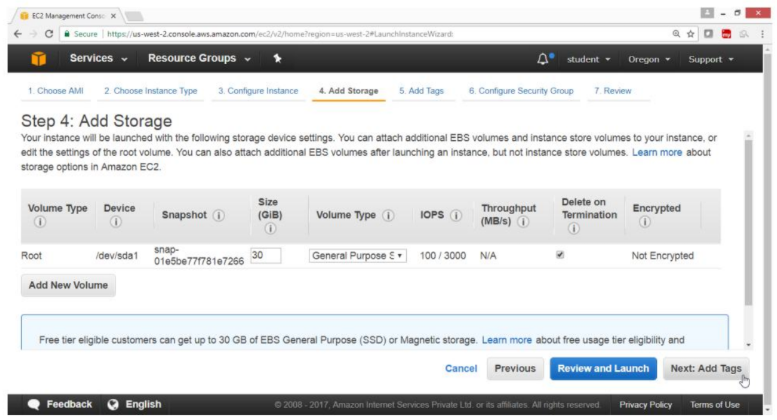 EC2 Management Conso
Secure | https://us-west-2.console.aws.amazon.com/ec2/v2/home?region=us-west-2#LaunchInstanceWizard:
Services Resource Groups student Oregon Support
1. Choose AMI 2. Choose Instance Type 3. Configure Instance 4. Add Storage 5. Add Tags 6. Configure Security Group 7. Review
Step 4: Add Storage
Your instance will be launched with the following storage device settings. You can attach additional EBS volumes and instance store volumes to your instance, or
edit the settings of the root volume. You can also attach additional EBS volumes after launching an instance, but not instance store volumes. Learn more about
storage options in Amazon EC2.
Volume Type Device Snapshot Size (GiB) Volume Type IOPS Throughput (MB/s) Delete on Termination Encrypted
Root /dev/sda1 snap-01e5be77f781e7266 30 General Purpose S 100 / 3000 N/A Not Encrypted
Add New Volume
Free tier eligible customers can get up to 30 GB of EBS General Purpose (SSD) or Magnetic storage. Learn more about free usage tier eligibility and
Cancel Previous Review and Launch Next: Add Tags
Feedback English © 2008 - 2017, Amazon Internet Services Private Ltd. or its affiliates. All rights reserved. Privacy Policy Terms of Use